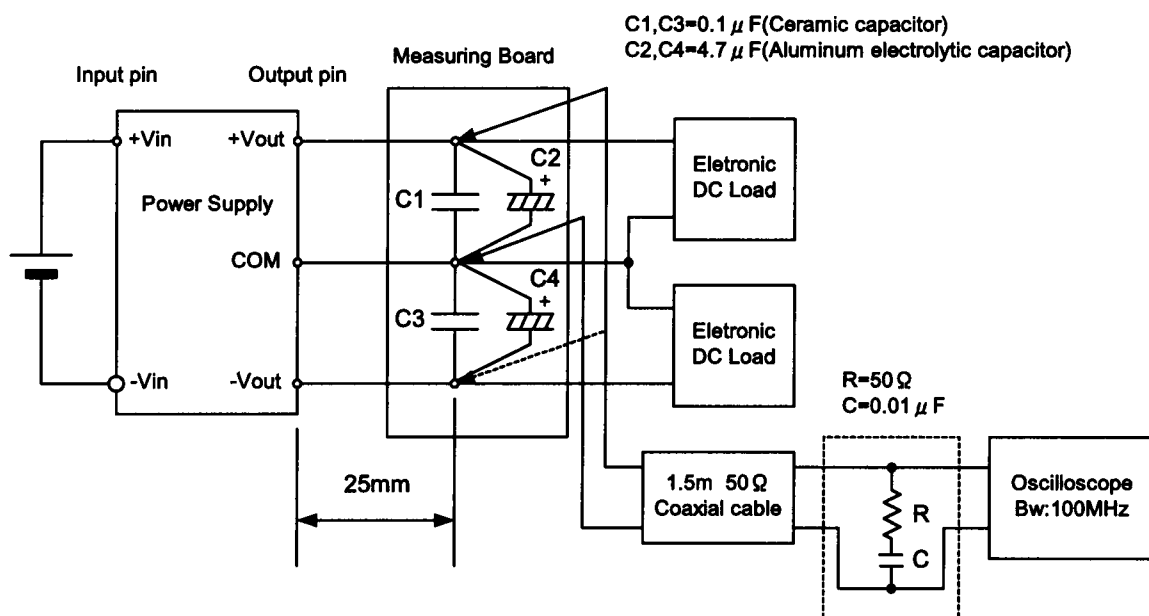 C1,C3=0.1μF(Ceramic capacitor)
C2,C4=4.7μF(Aluminum electrolytic capacitor)
Measuring Board
Input pin
Output pin
+Vin
+Vout
C2
+
Eletronic
DC Load
C1
Power Supply
COM
C4
+
C3
Eletronic
DC Load
-Vin
-Vout
R=50Ω
C=0.01μF
25mm
1.5m 50Ω
Coaxial cable
R
C
Oscilloscope
Bw:100MHz